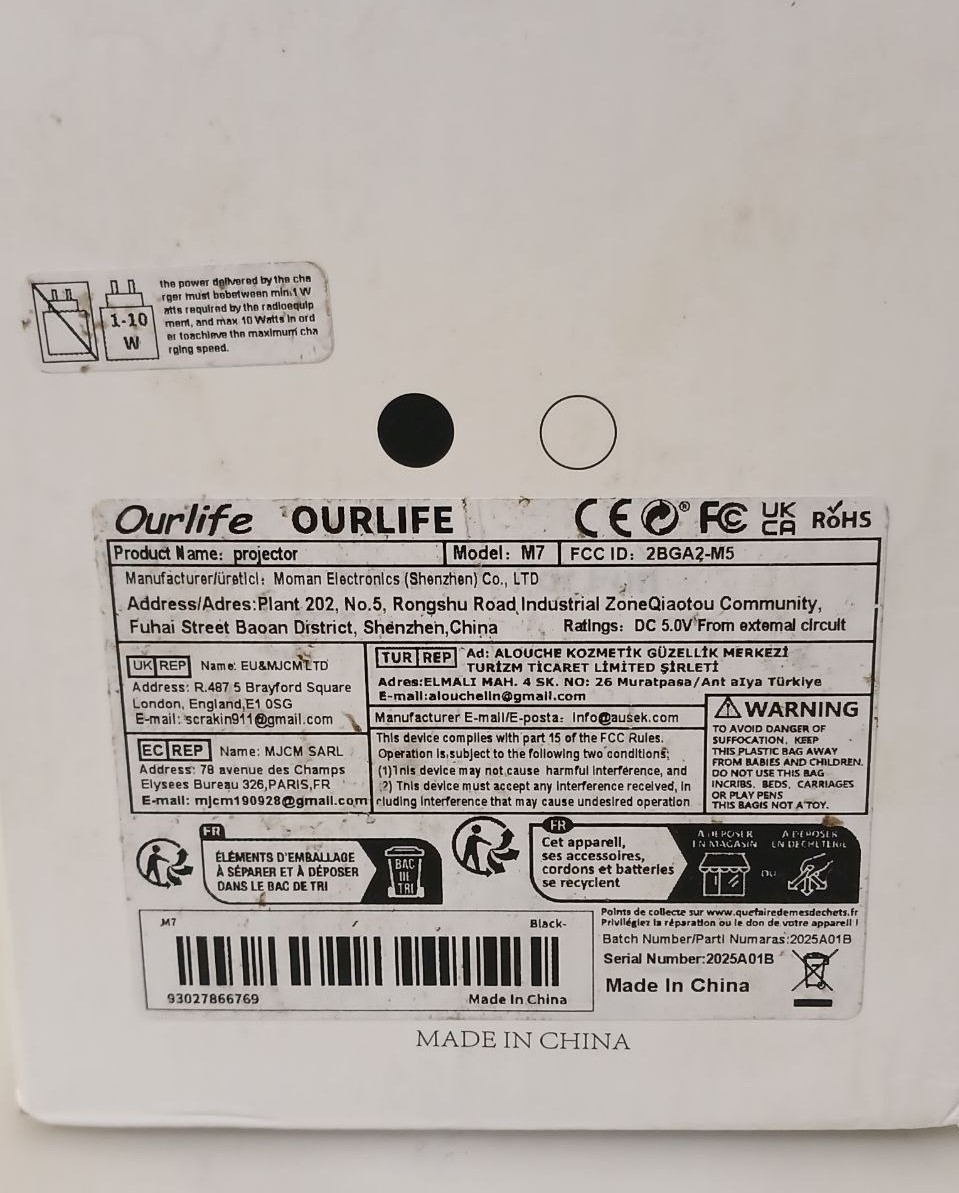 the power delivered by the cha
rger must bebetween min.1 W
atts required by the radioequip
ment, and max 10 Watts in ord
er toachieve the maximum cha
rging speed.
1-10
W
Ourlife OURLIFE CE ® FC UK CA RoHS
Product Name: projector Model: M7 FCC ID: 2BGA2-M5
Manufacturer/üretici: Moman Electronics (Shenzhen) Co., LTD
Address/Adres:Plant 202, No.5, Rongshu Road Industrial ZoneQiaotou Community,
Fuhai Street Baoan District, Shenzhen,China Ratings: DC 5.0V From external circuit
UK REP Name: EU&MJCM LTD
Address: R.487 5 Brayford Square
London, England,E1 0SG
E-mail: scrakin911@gmail.com
EC REP Name: MJCM SARL
Address: 78 avenue des Champs
Elysees Bureau 326,PARIS,FR
E-mail: mjcm190928@gmail.com
TUR REP Ad: ALOUCHE KOZMETİK GÜZELLİK MERKEZİ
TURİZM TİCARET LİMİTED ŞİRLETİ
Adres:ELMALI MAH. 4 SK. NO: 26 Muratpasa/Ant alya Türkiye
E-mail:alouchelln@gmail.com
Manufacturer E-mail/E-posta: Info@ausek.com
This device complies with part 15 of the FCC Rules.
Operation is subject to the following two conditions:
(1)This device may not cause harmful interference, and
2) This device must accept any interference received, in
cluding interference that may cause undesired operation
WARNING
TO AVOID DANGER OF
SUFFOCATION, KEEP
THIS PLASTIC BAG AWAY
FROM BABIES AND CHILDREN.
DO NOT USE THIS BAG
INCRIBS, BEDS, CARRIAGES
OR PLAY PENS
THIS BAGIS NOT A TOY.
FR
ÉLÉMENTS D'EMBALLAGE
À SÉPARER ET À DÉPOSER
DANS LE BAC DE TRI
BAC
TRI
FR
Cet appareil,
ses accessoires,
cordons et batteries
se recyclent
A DEPOSER
EN MAGASIN
OU
A DEPOSER
EN DECHETERIE
Points de collecte sur www.quefairedemesdechets.fr
Privilégiez la réparation ou le don de votre appareil !
M7 / Black-
93027866769 Made In China
Batch Number/Parti Numaras:2025A01B
Serial Number:2025A01B
Made In China
MADE IN CHINA